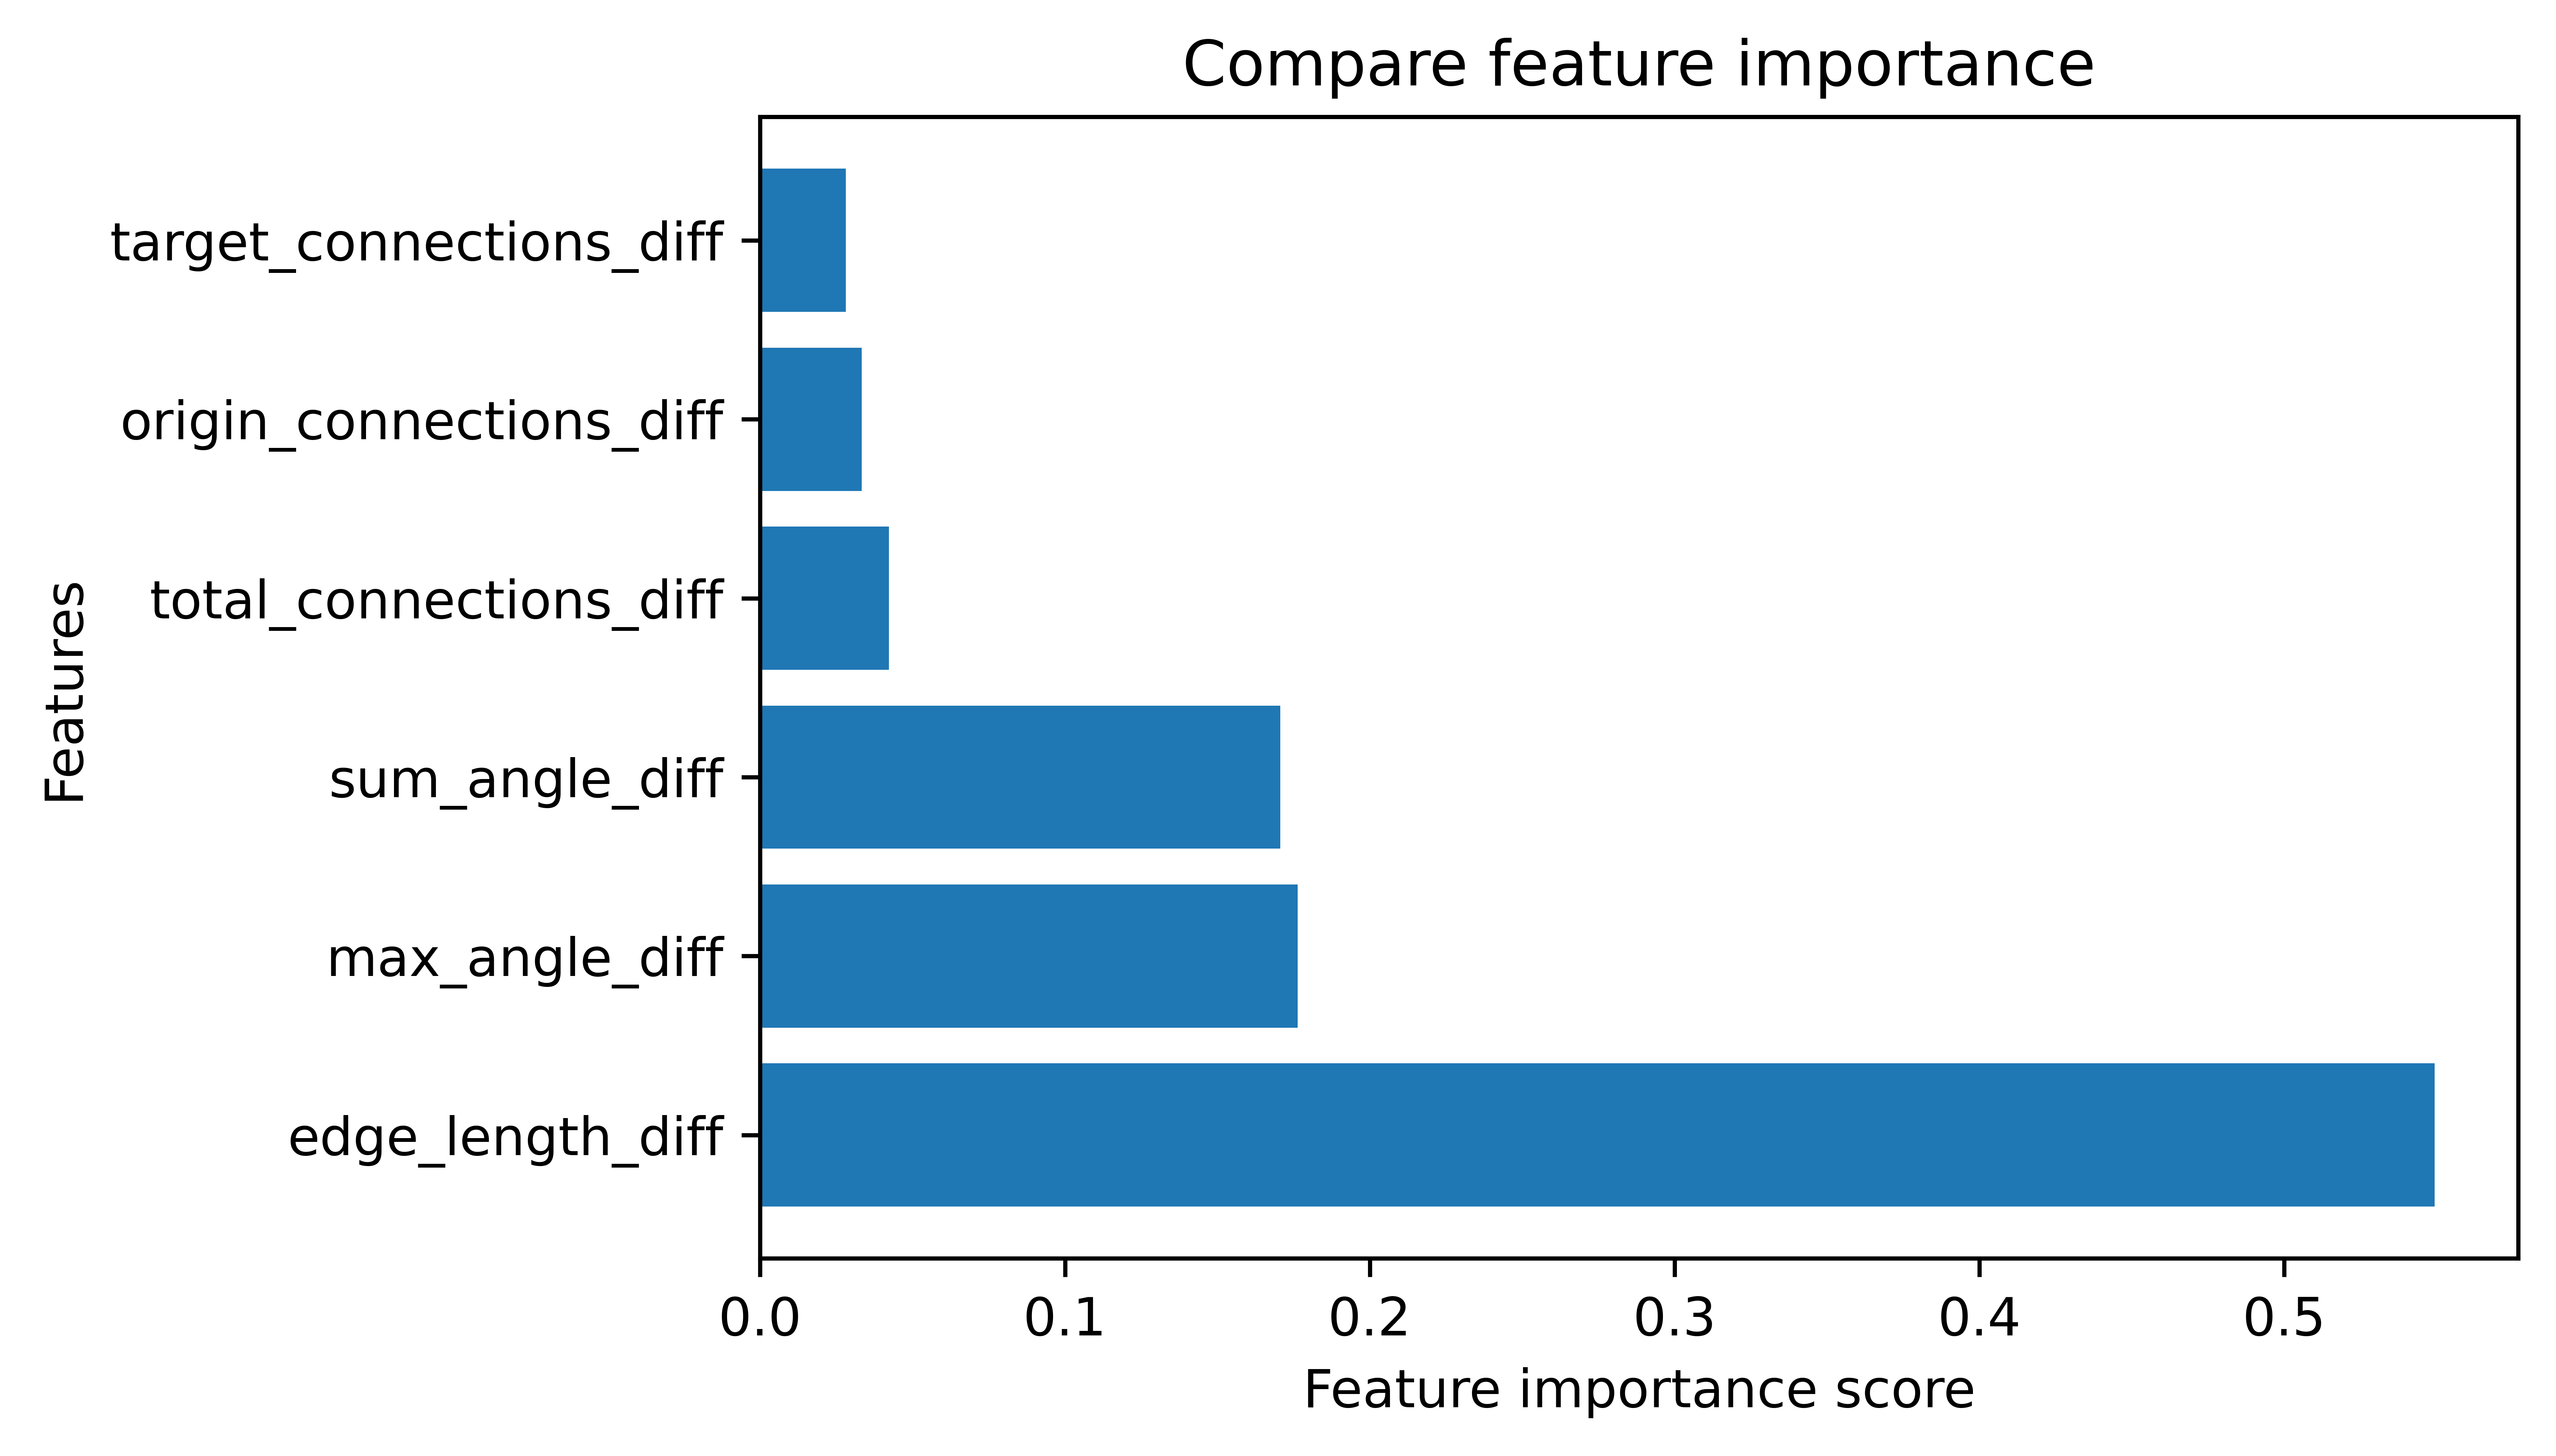 Compare feature importance
target_connections_diff
origin_connections_diff
total_connections_diff
sum_angle_diff
max_angle_diff
edge_length_diff
Features
0.0 0.1 0.2 0.3 0.4 0.5
Feature importance score